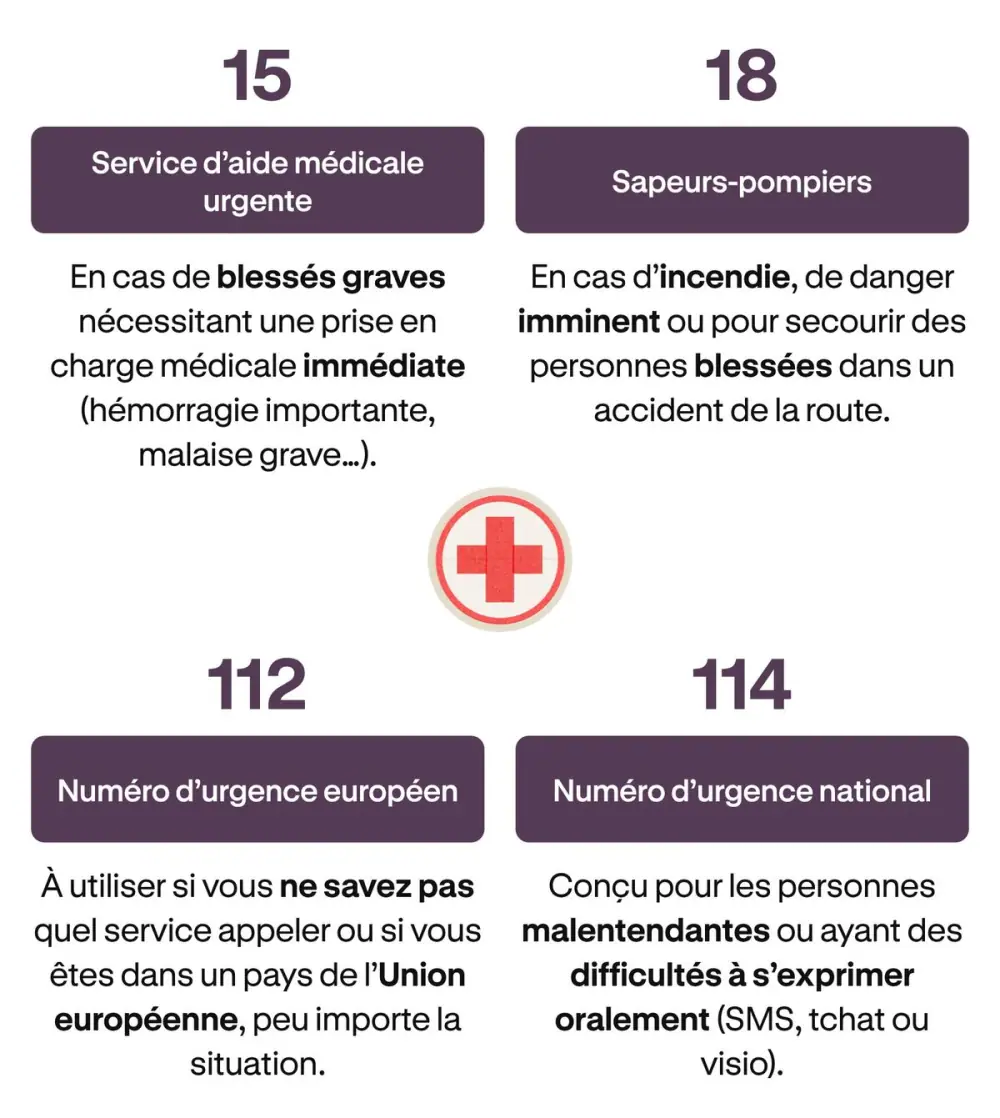 15
Service d’aide médicale
urgente
En cas de blessés graves
nécessitant une prise en
charge médicale immédiate
(hémorragie importante,
malaise grave...).
18
Sapeurs-pompiers
En cas d’incendie, de danger
imminent ou pour secourir des
personnes blessées dans un
accident de la route.
112
Numéro d’urgence européen
À utiliser si vous ne savez pas
quel service appeler ou si vous
êtes dans un pays de l’Union
européenne, peu importe la
situation.
114
Numéro d’urgence national
Conçu pour les personnes
malentendantes ou ayant des
difficultés à s’exprimer
oralement (SMS, tchat ou
visio).